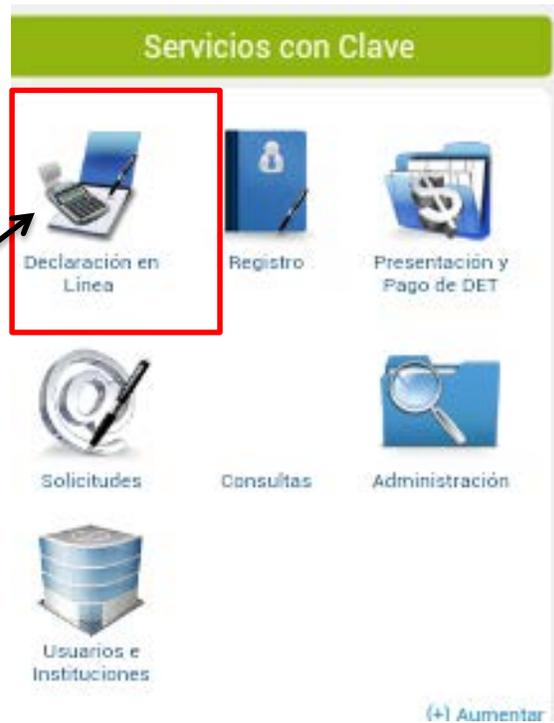 Servicios con Clave
Declaración en
Línea
Registro
Presentación y
Pago de DET
Solicitudes
Consultas
Administración
Usuarios e
Instituciones
(+) Aumentar